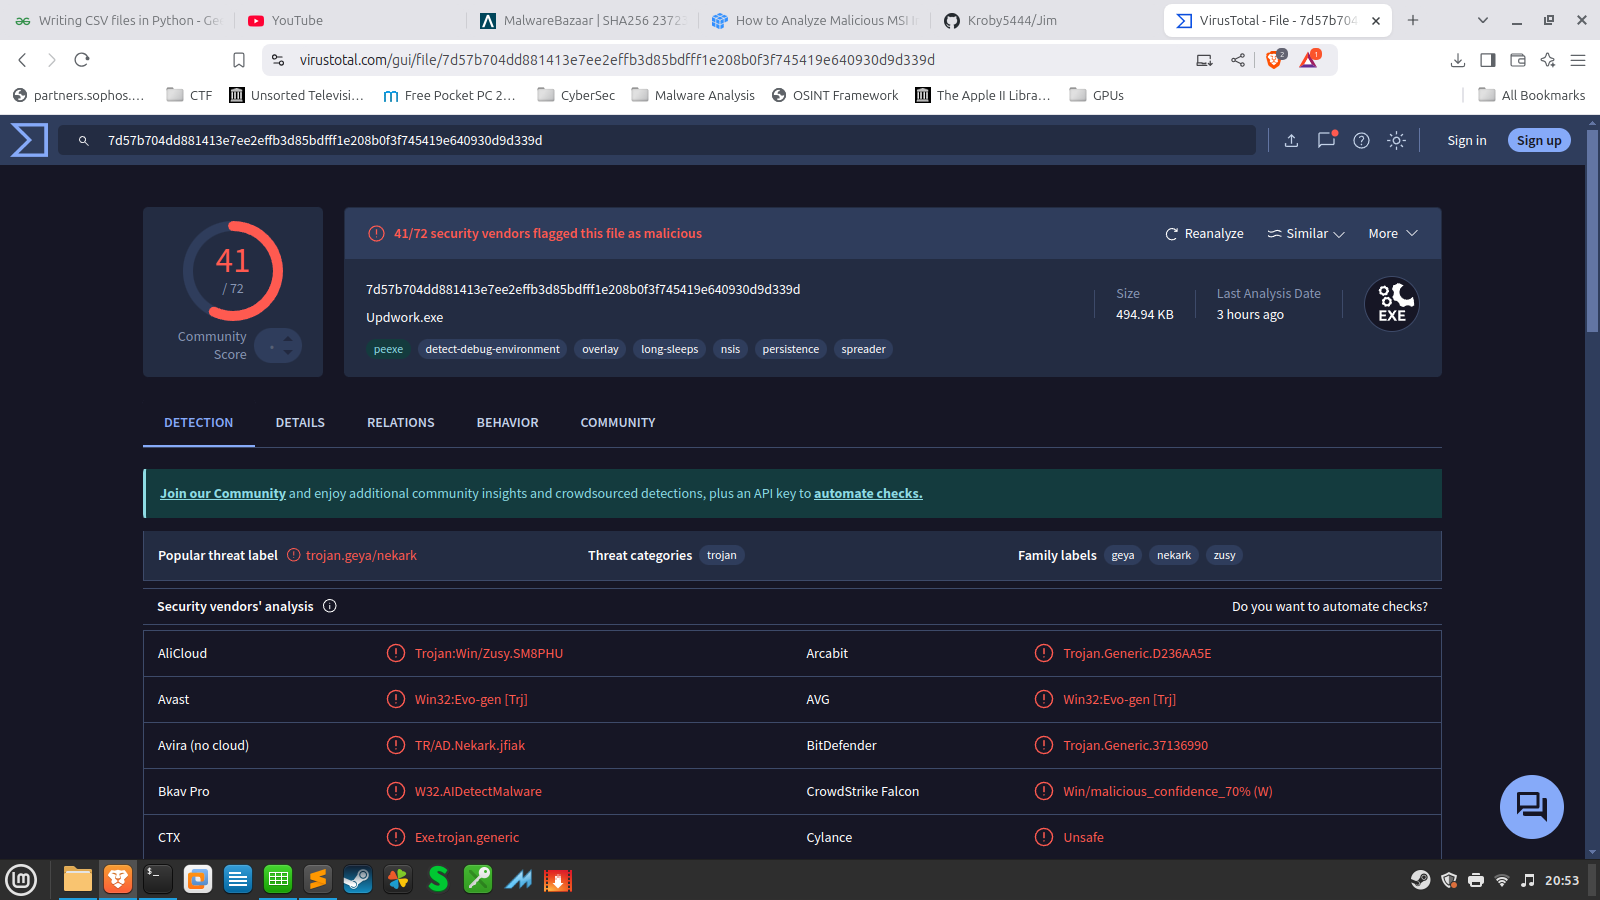 Writing CSV files in Python - Gee
YouTube
MalwareBazaar | SHA256 23723
How to Analyze Malicious MSI I
Kroby5444/Jim
VirusTotal - File - 7d57b704
virustotal.com/gui/file/7d57b704dd881413e7ee2effb3d85bdfff1e208b0f3f745419e640930d9d339d
2
1
partners.sophos.…
CTF
Unsorted Televisi…
Free Pocket PC 2…
CyberSec
Malware Analysis
OSINT Framework
The Apple II Libra…
GPUs
All Bookmarks
7d57b704dd881413e7ee2effb3d85bdfff1e208b0f3f745419e640930d9d339d
Sign in
Sign up
41
/ 72
Community
Score
41/72 security vendors flagged this file as malicious
Reanalyze
Similar
More
7d57b704dd881413e7ee2effb3d85bdfff1e208b0f3f745419e640930d9d339d
Updwork.exe
Size
494.94 KB
Last Analysis Date
3 hours ago
EXE
peexe
detect-debug-environment
overlay
long-sleeps
nsis
persistence
spreader
DETECTION
DETAILS
RELATIONS
BEHAVIOR
COMMUNITY
Join our Community and enjoy additional community insights and crowdsourced detections, plus an API key to automate checks.
Popular threat label
trojan.geya/nekark
Threat categories
trojan
Family labels
geya
nekark
zusy
Security vendors' analysis
Do you want to automate checks?
AliCloud
Trojan:Win/Zusy.SM8PHU
Arcabit
Trojan.Generic.D236AA5E
Avast
Win32:Evo-gen [Trj]
AVG
Win32:Evo-gen [Trj]
Avira (no cloud)
TR/AD.Nekark.jfiak
BitDefender
Trojan.Generic.37136990
Bkav Pro
W32.AIDetectMalware
CrowdStrike Falcon
Win/malicious_confidence_70% (W)
CTX
Exe.trojan.generic
Cylance
Unsafe
20:53